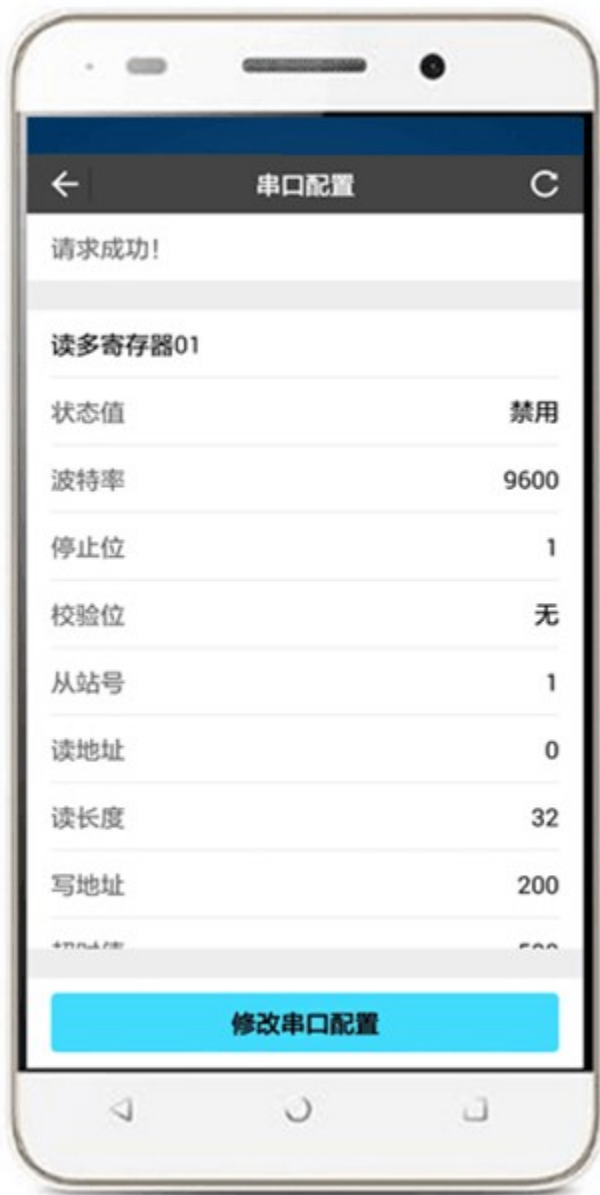 串口配置
请求成功!
读多寄存器01
状态值 禁用
波特率 9600
停止位 1
校验位 无
从站号 1
读地址 0
读长度 32
写地址 200
修改串口配置